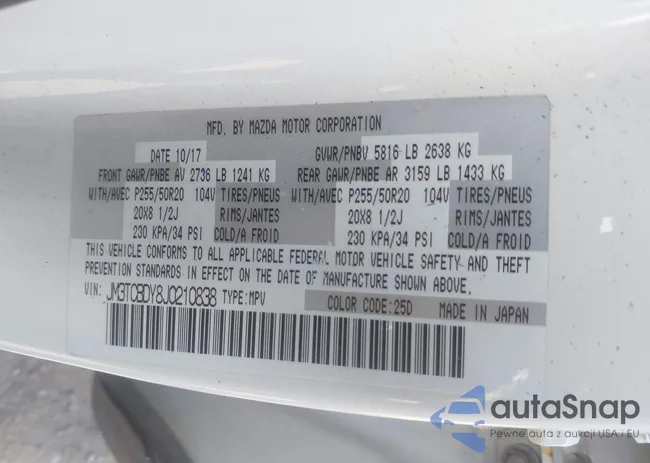 MFD. BY MAZDA MOTOR CORPORATION
DATE 10/17 GVWR/PNBV 5816 LB 2638 KG
FRONT GAWR/PNBE AV 2736 LB 1241 KG REAR GAWR/PNBE AR 3159 LB 1433 KG
WITH/AVEC P255/50R20 104V TIRES/PNEUS WITH/AVEC P255/50R20 104V TIRES/PNEUS
20X8 1/2J RIMS/JANTES 20X8 1/2J RIMS/JANTES
230 KPA/34 PSI COLD/A FROID 230 KPA/34 PSI COLD/A FROID
THIS VEHICLE CONFORMS TO ALL APPLICABLE FEDERAL MOTOR VEHICLE SAFETY AND THEFT
PREVENTION STANDARDS IN EFFECT ON THE DATE OF MANUFACTURE SHOWN ABOVE.
VIN: JM3TCBDY8J0210838 TYPE:MPV COLOR CODE:25D MADE IN JAPAN
autaSnap
Pewne auta z aukcji USA i EU